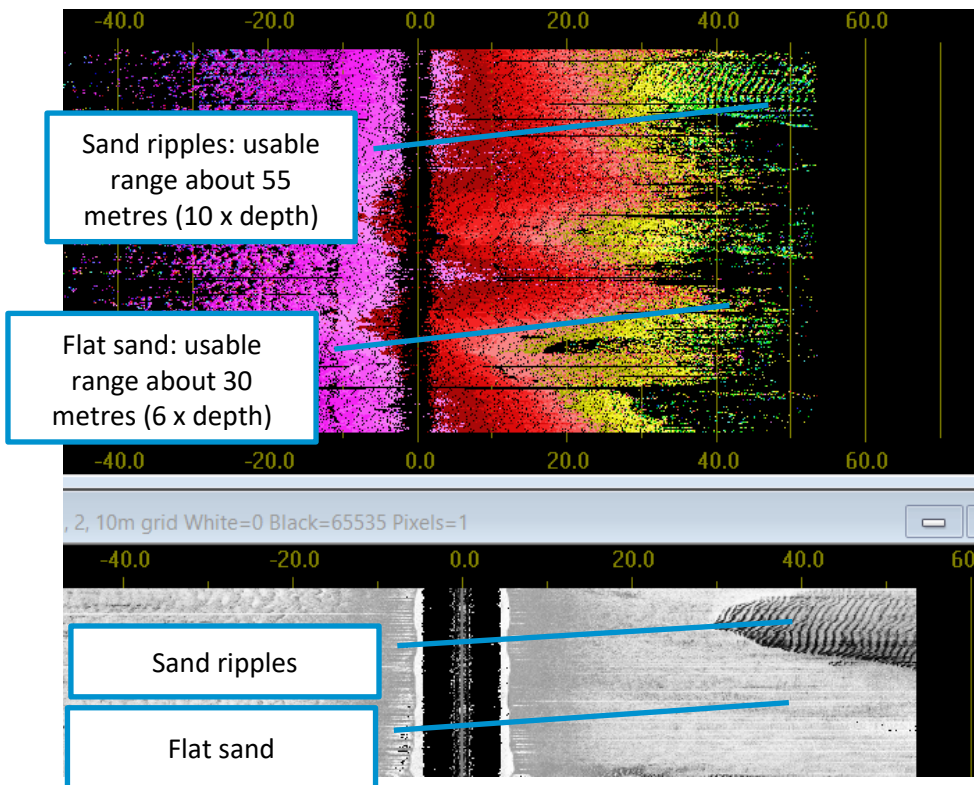 -40.0 -20.0 0.0 20.0 40.0 60.0
Sand ripples: usable
range about 55
metres (10 x depth)
Flat sand: usable
range about 30
metres (6 x depth)
-40.0 -20.0 0.0 20.0 40.0 60.0
, 2, 10m grid White=0 Black=65535 Pixels=1
-40.0 -20.0 0.0 20.0 40.0 60
Sand ripples
Flat sand